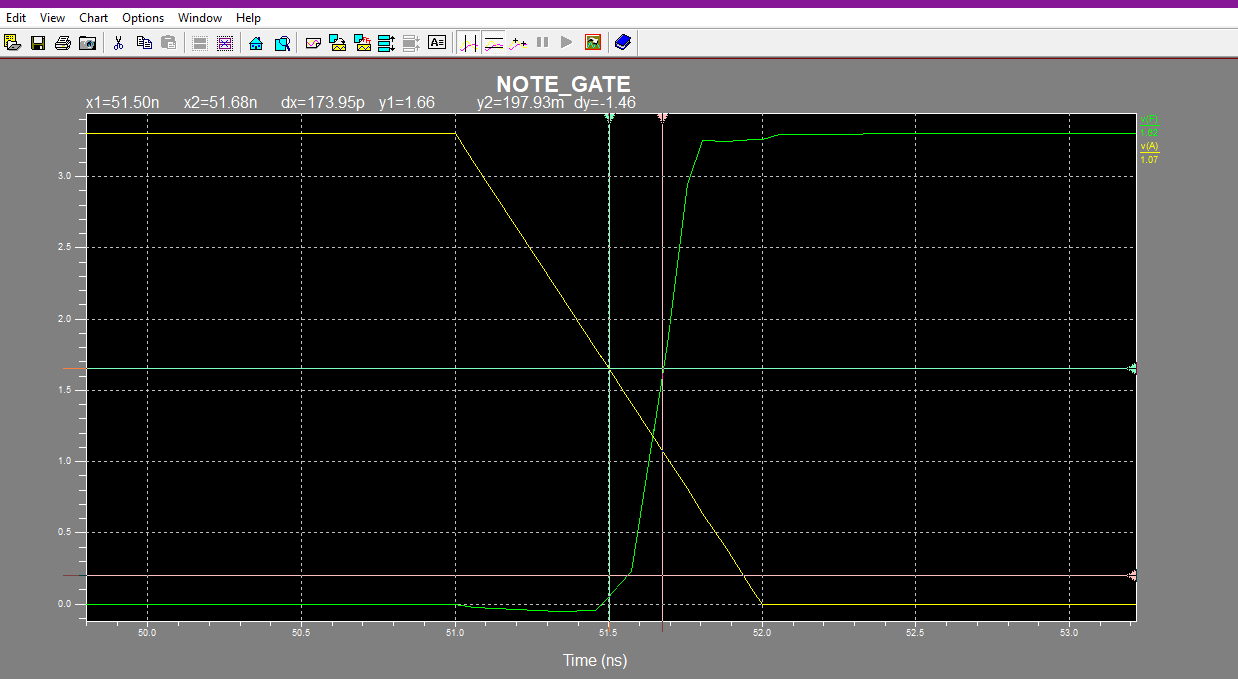 Edit View Chart Options Window Help
NOTE_GATE
x1=51.50n x2=51.68n dx=173.95p y1=1.66 y2=197.93m dy=-1.46
v(F)
1.02
v(A)
1.07
3.0
2.5
2.0
1.5
1.0
0.5
0.0
50.0 50.5 51.0 51.5 52.0 52.5 53.0
Time (ns)